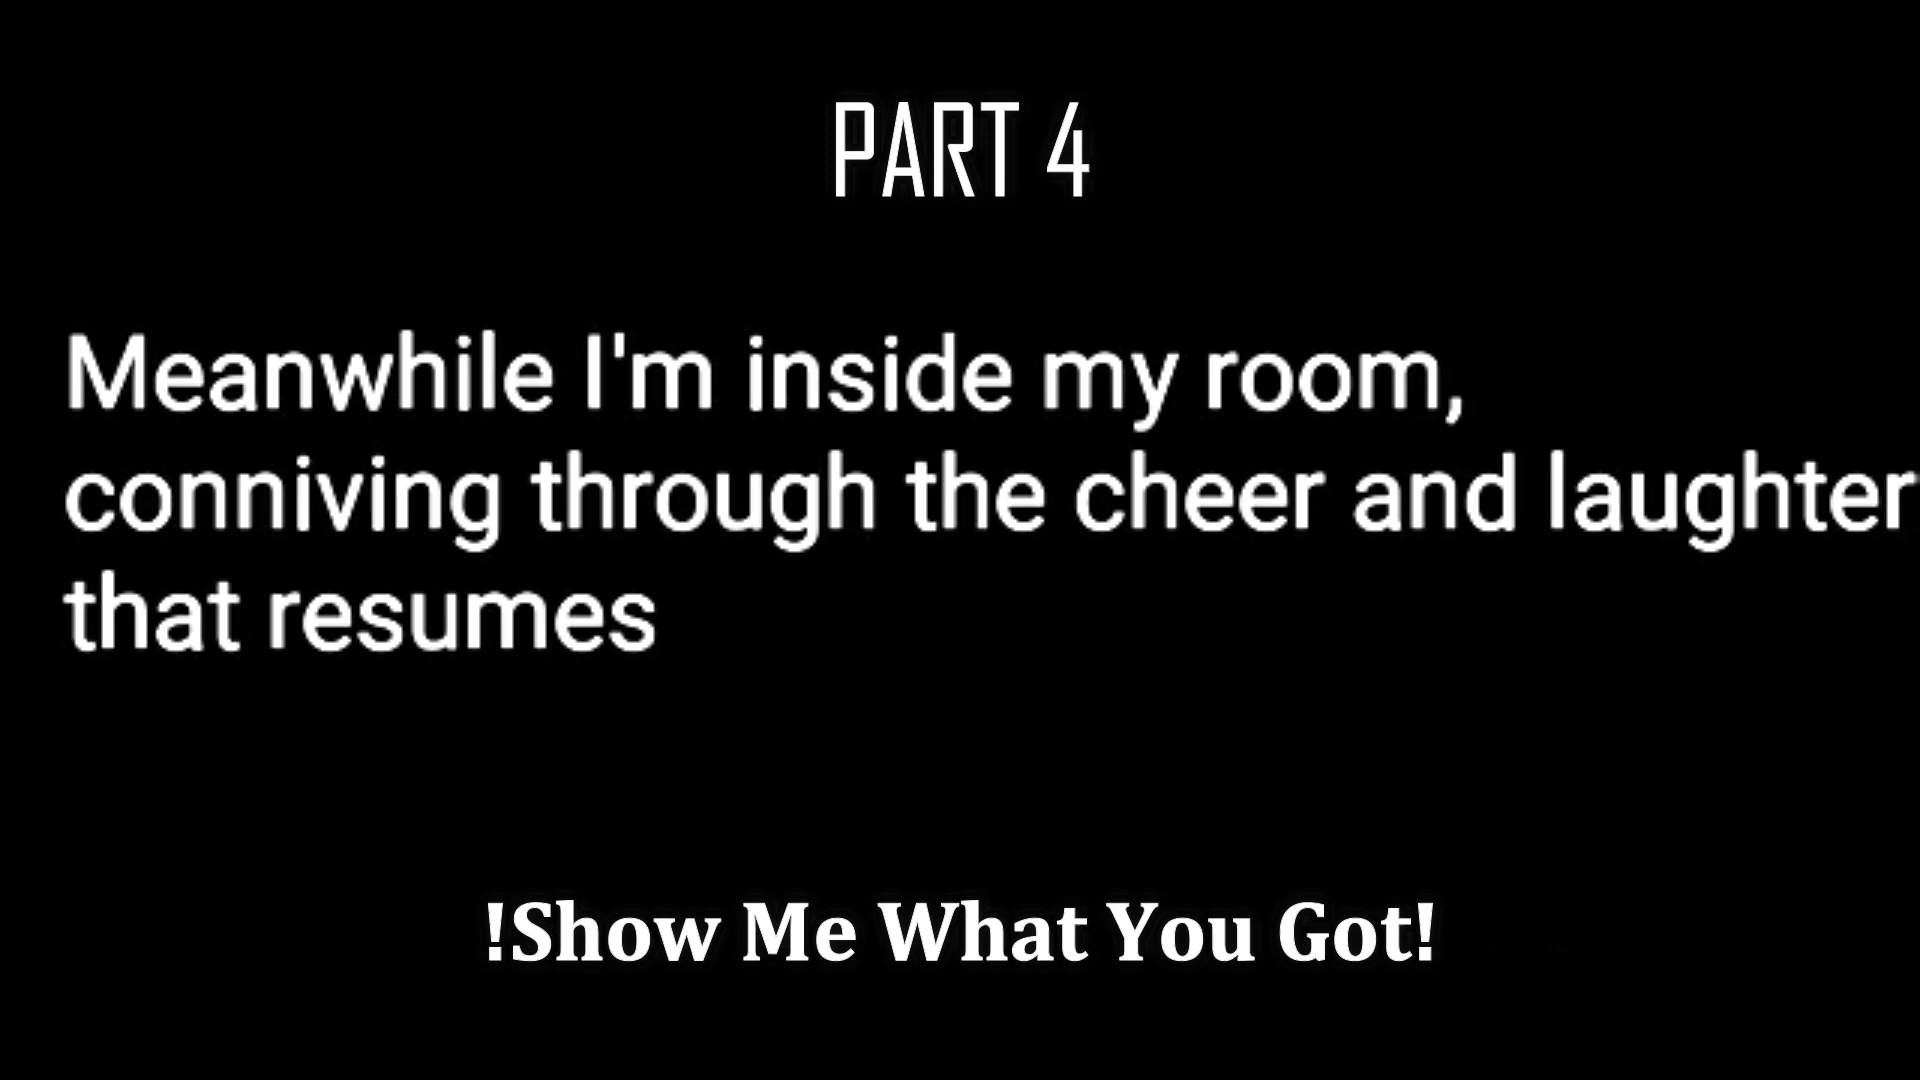 PART 4
Meanwhile I'm inside my room,
conniving through the cheer and laughter
that resumes
!Show Me What You Got!